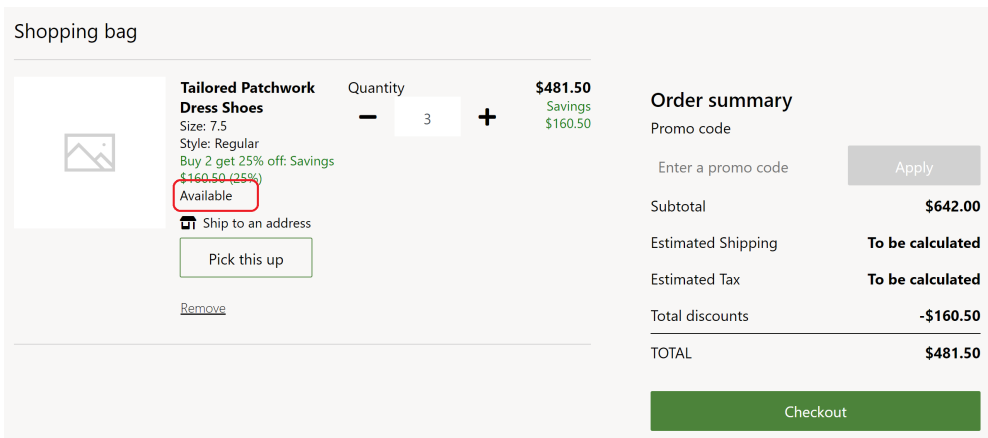 Shopping bag
Tailored Patchwork
Dress Shoes
Size: 7.5
Style: Regular
Buy 2 get 25% off: Savings
$160.50 (25%)
Available
Ship to an address
Pick this up
Remove
Quantity
3
$481.50
Savings
$160.50
Order summary
Promo code
Enter a promo code
Apply
Subtotal $642.00
Estimated Shipping To be calculated
Estimated Tax To be calculated
Total discounts -$160.50
TOTAL $481.50
Checkout